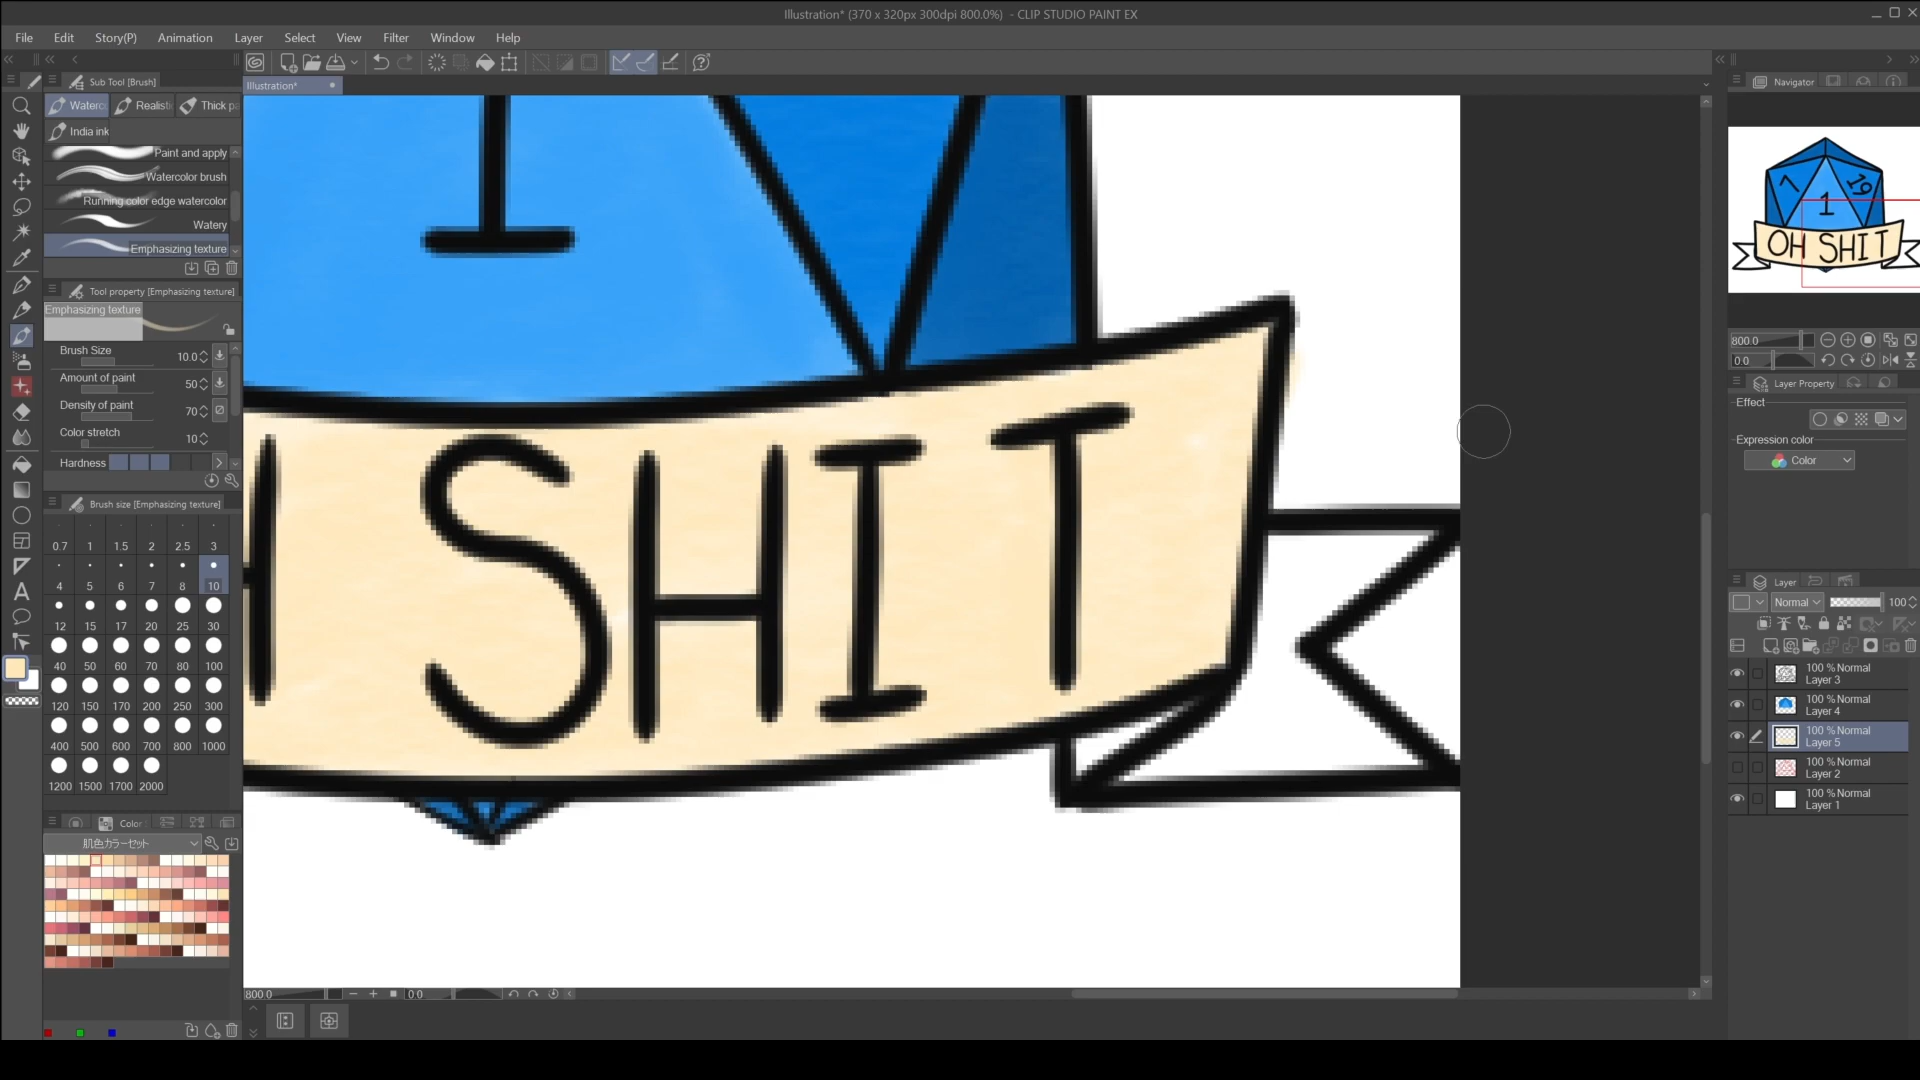 Illustration* (370 x 320px 300dpi 800.0%) - CLIP STUDIO PAINT EX
File Edit Story(P) Animation Layer Select View Filter Window Help
Sub Tool [Brush]
Illustration*
Navigator
Waterc Realist Thick p
India ink
Paint and apply
Watercolor brush
Running color edge watercolor
Watery
Emphasizing texture
Tool property [Emphasizing texture]
Emphasizing texture
Brush Size 10.0
Amount of paint 50
Density of paint 70
Color stretch 10
Hardness
Brush size [Emphasizing texture]
0.7 1 1.5 2 2.5 3
4 5 6 7 8 10
12 15 17 20 25 30
40 50 60 70 80 100
120 150 170 200 250 300
400 500 600 700 800 1000
1200 1500 1700 2000
Color
肌色カラーセット
1
H SHIT
800.0 0.0
7 1 19
OH SHIT
800.0
0.0
Layer Property
Effect
Expression color
Color
Layer
Normal 100
100 % Normal
Layer 3
100 % Normal
Layer 4
100 % Normal
Layer 5
100 % Normal
Layer 2
100 % Normal
Layer 1